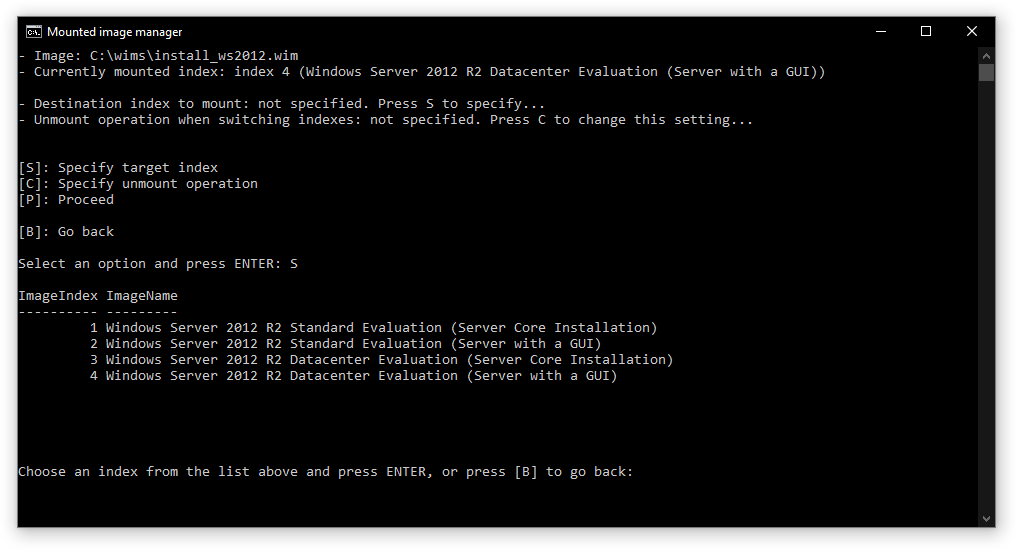 Mounted image manager
- Image: C:\wims\install_ws2012.wim
- Currently mounted index: index 4 (Windows Server 2012 R2 Datacenter Evaluation (Server with a GUI))
- Destination index to mount: not specified. Press S to specify...
- Unmount operation when switching indexes: not specified. Press C to change this setting...
[S]: Specify target index
[C]: Specify unmount operation
[P]: Proceed
[B]: Go back
Select an option and press ENTER: S
ImageIndex ImageName
---------- ---------
1 Windows Server 2012 R2 Standard Evaluation (Server Core Installation)
2 Windows Server 2012 R2 Standard Evaluation (Server with a GUI)
3 Windows Server 2012 R2 Datacenter Evaluation (Server Core Installation)
4 Windows Server 2012 R2 Datacenter Evaluation (Server with a GUI)
Choose an index from the list above and press ENTER, or press [B] to go back: